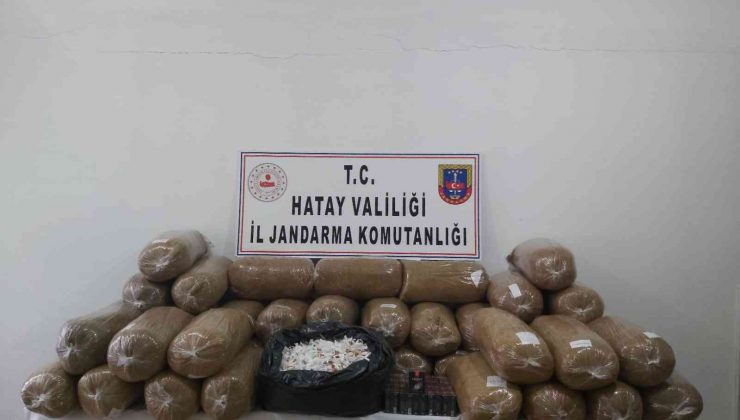 T.C.
HATAY VALİLİĞİ
İL JANDARMA KOMUTANLIĞI